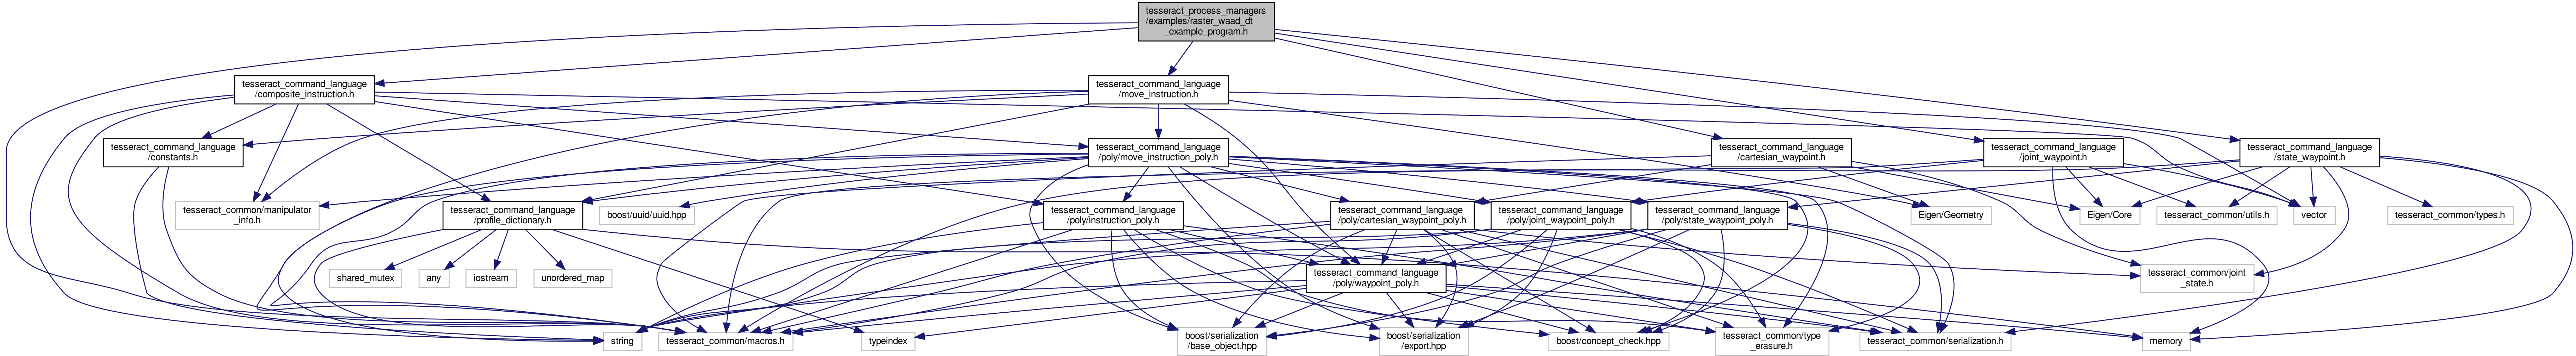 tesseract_process_managers
/examples/raster_waad_dt
_example_program.h
tesseract_command_language
/composite_instruction.h
tesseract_command_language
/move_instruction.h
tesseract_command_language
/constants.h
tesseract_command_language
/poly/move_instruction_poly.h
tesseract_command_language
/cartesian_waypoint.h
tesseract_command_language
/joint_waypoint.h
tesseract_command_language
/state_waypoint.h
tesseract_common/manipulator
_info.h
tesseract_command_language
/profile_dictionary.h
boost/uuid/uuid.hpp
tesseract_command_language
/poly/instruction_poly.h
tesseract_command_language
/poly/cartesian_waypoint_poly.h
tesseract_command_language
/poly/joint_waypoint_poly.h
tesseract_command_language
/poly/state_waypoint_poly.h
Eigen/Geometry
Eigen/Core
tesseract_common/utils.h
vector
tesseract_common/types.h
shared_mutex
any
iostream
unordered_map
tesseract_command_language
/poly/waypoint_poly.h
tesseract_common/joint
_state.h
string
tesseract_common/macros.h
typeindex
boost/serialization
/base_object.hpp
boost/serialization
/export.hpp
boost/concept_check.hpp
tesseract_common/type
_erasure.h
tesseract_common/serialization.h
memory